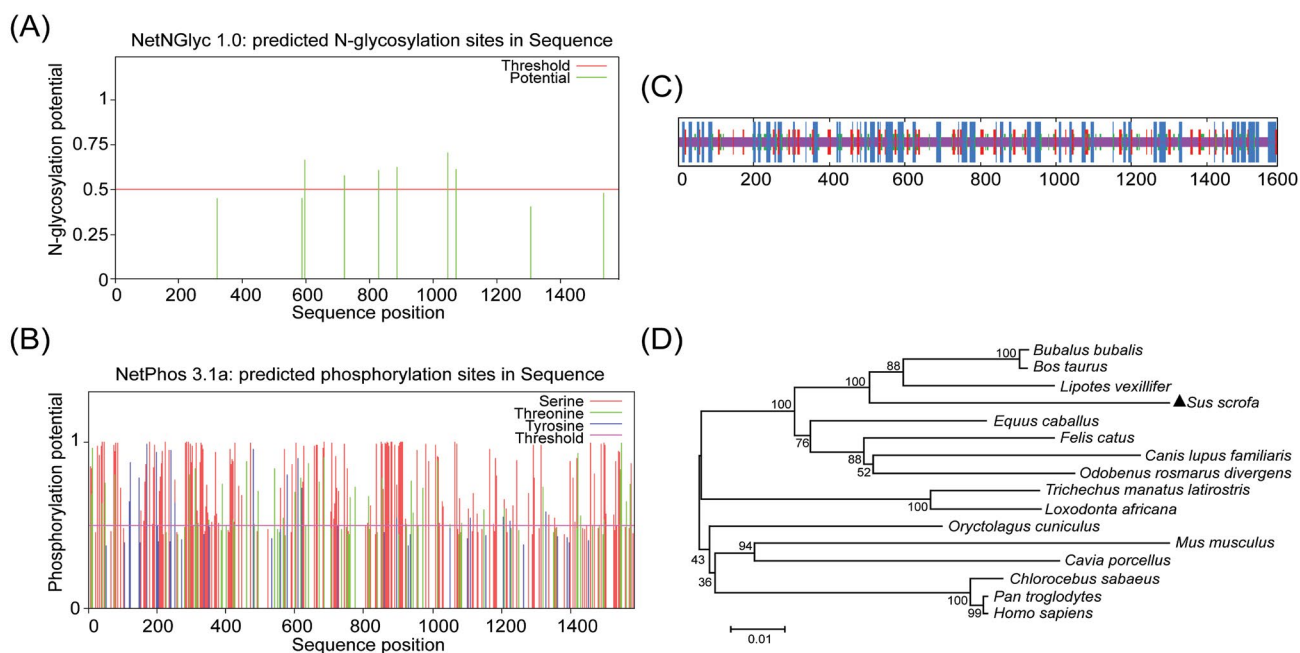 (A)
NetNGlyc 1.0: predicted N-glycosylation sites in Sequence
Threshold
Potential
N-glycosylation potential
1
0.75
0.5
0.25
0
0 200 400 600 800 1000 1200 1400
Sequence position
(B)
NetPhos 3.1a: predicted phosphorylation sites in Sequence
Serine
Threonine
Tyrosine
Threshold
Phosphorylation potential
1
0
0 200 400 600 800 1000 1200 1400
Sequence position
(C)
0 200 400 600 800 1000 1200 1400 1600
(D)
100 Bubalus bubalis
88 Bos taurus
100 Lipotes vexillifer
100 ▲Sus scrofa
76 Equus caballus
Felis catus
88 Canis lupus familiaris
52 Odobenus rosmarus divergens
Trichechus manatus latirostris
100 Loxodonta africana
Oryctolagus cuniculus
94 Mus musculus
43 Cavia porcellus
36 Chlorocebus sabaeus
100 Pan troglodytes
99 Homo sapiens
0.01